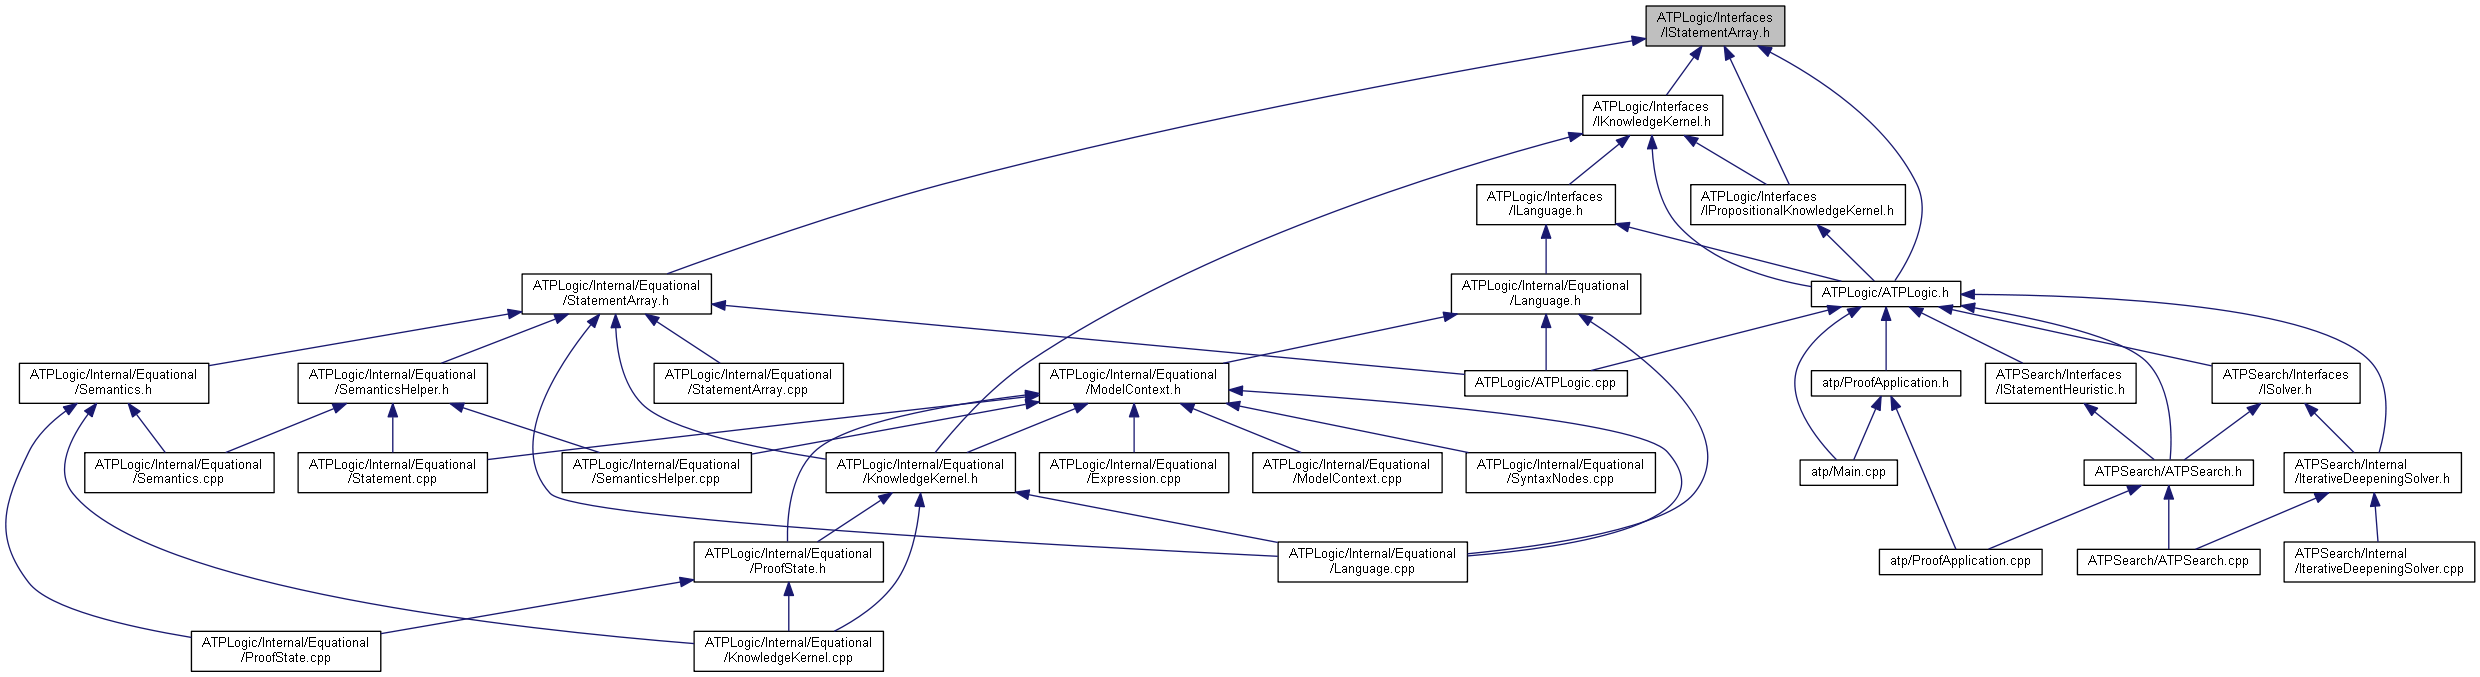 ATPLogic/Interfaces
/IStatementArray.h
ATPLogic/Interfaces
/IKnowledgeKernel.h
ATPLogic/Interfaces
/ILanguage.h
ATPLogic/Interfaces
/IPropositionalKnowledgeKernel.h
ATPLogic/Internal/Equational
/StatementArray.h
ATPLogic/Internal/Equational
/Language.h
ATPLogic/ATPLogic.h
ATPLogic/Internal/Equational
/Semantics.h
ATPLogic/Internal/Equational
/SemanticsHelper.h
ATPLogic/Internal/Equational
/StatementArray.cpp
ATPLogic/Internal/Equational
/ModelContext.h
ATPLogic/ATPLogic.cpp
atp/ProofApplication.h
ATPSearch/Interfaces
/IStatementHeuristic.h
ATPSearch/Interfaces
/ISolver.h
ATPLogic/Internal/Equational
/Semantics.cpp
ATPLogic/Internal/Equational
/Statement.cpp
ATPLogic/Internal/Equational
/SemanticsHelper.cpp
ATPLogic/Internal/Equational
/KnowledgeKernel.h
ATPLogic/Internal/Equational
/Expression.cpp
ATPLogic/Internal/Equational
/ModelContext.cpp
ATPLogic/Internal/Equational
/SyntaxNodes.cpp
atp/Main.cpp
ATPSearch/ATPSearch.h
ATPSearch/Internal
/IterativeDeepeningSolver.h
ATPLogic/Internal/Equational
/ProofState.h
ATPLogic/Internal/Equational
/Language.cpp
atp/ProofApplication.cpp
ATPSearch/ATPSearch.cpp
ATPSearch/Internal
/IterativeDeepeningSolver.cpp
ATPLogic/Internal/Equational
/ProofState.cpp
ATPLogic/Internal/Equational
/KnowledgeKernel.cpp